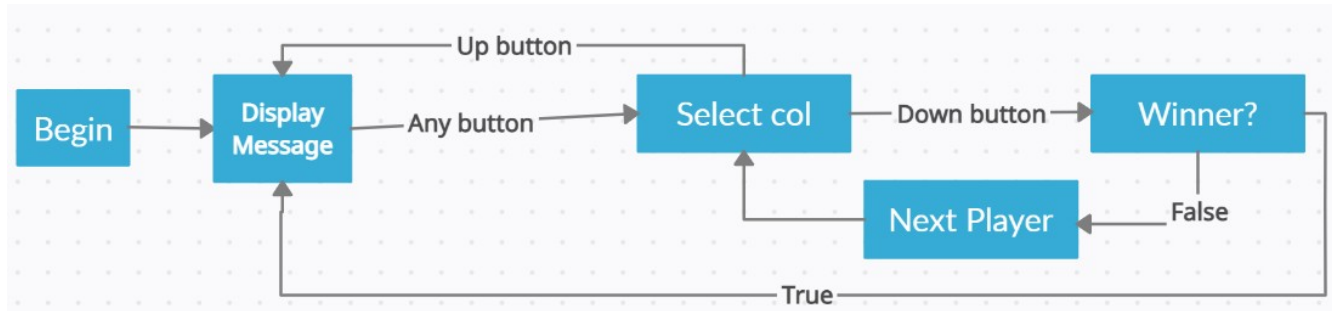 Up button
Begin
Display
Message
Any button
Select col
Down button
Winner?
Next Player
False
True